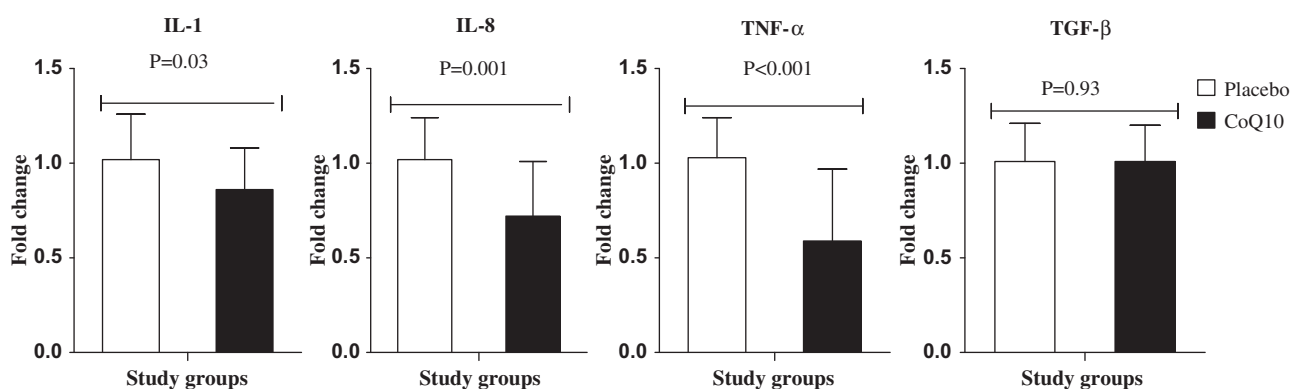 IL-1
P=0.03
1.5
1.0
0.5
0.0
Fold change
Study groups
IL-8
P=0.001
1.5
1.0
0.5
0.0
Fold change
Study groups
TNF-α
P<0.001
1.5
1.0
0.5
0.0
Fold change
Study groups
TGF-β
P=0.93
1.5
1.0
0.5
0.0
Fold change
Study groups
Placebo
CoQ10